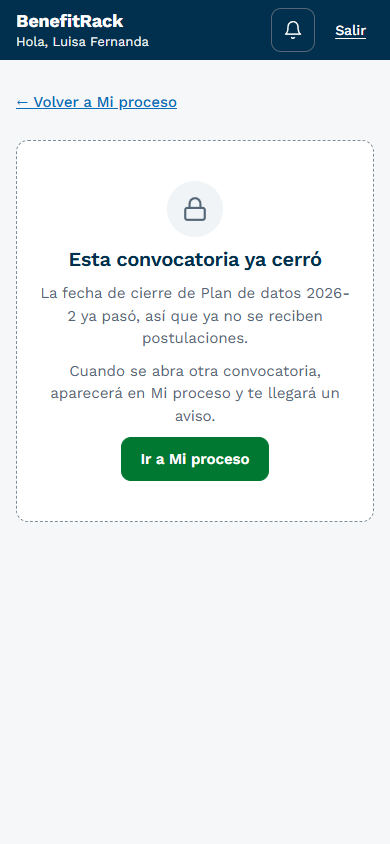 BenefitRack
Hola, Luisa Fernanda
Salir
← Volver a Mi proceso
Esta convocatoria ya cerró
La fecha de cierre de Plan de datos 2026-
2 ya pasó, así que ya no se reciben
postulaciones.
Cuando se abra otra convocatoria,
aparecerá en Mi proceso y te llegará un
aviso.
Ir a Mi proceso